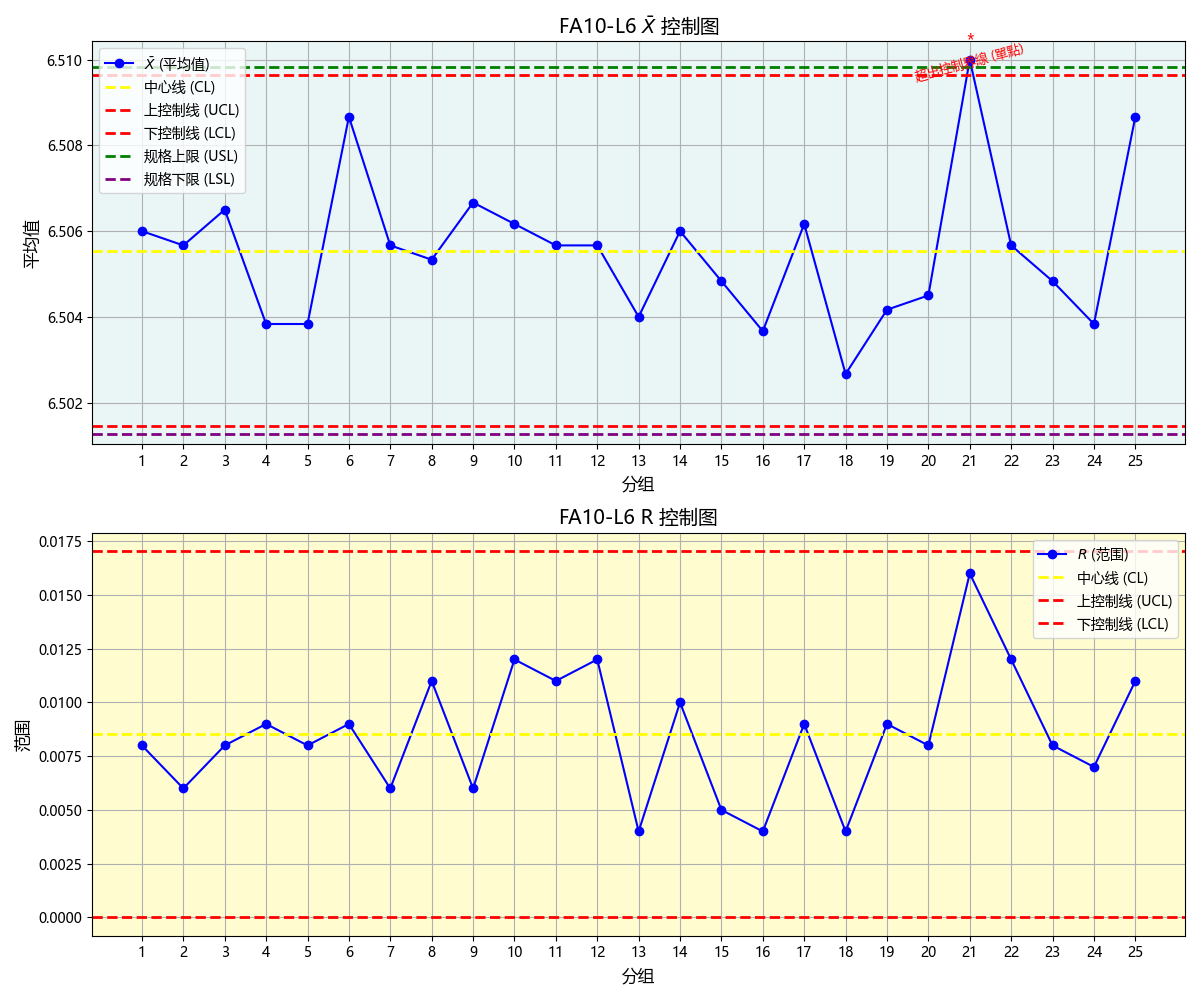 FA10-L6 X̄ 控制图
*
超出控制界線 (單點)
X̄ (平均值)
中心线 (CL)
上控制线 (UCL)
下控制线 (LCL)
规格上限 (USL)
规格下限 (LSL)
平均值
6.510
6.508
6.506
6.504
6.502
1 2 3 4 5 6 7 8 9 10 11 12 13 14 15 16 17 18 19 20 21 22 23 24 25
分组
FA10-L6 R 控制图
R (范围)
中心线 (CL)
上控制线 (UCL)
下控制线 (LCL)
范围
0.0175
0.0150
0.0125
0.0100
0.0075
0.0050
0.0025
0.0000
1 2 3 4 5 6 7 8 9 10 11 12 13 14 15 16 17 18 19 20 21 22 23 24 25
分组